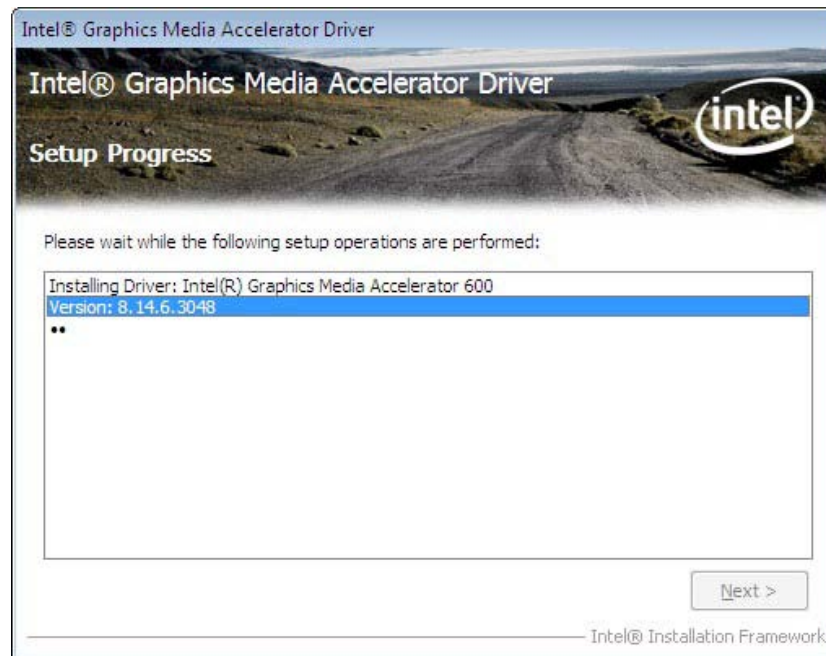 Intel® Graphics Media Accelerator Driver
Intel® Graphics Media Accelerator Driver
intel
Setup Progress
Please wait while the following setup operations are performed:
Installing Driver: Intel(R) Graphics Media Accelerator 600
Version: 8.14.6.3048
••
Next >
Intel® Installation Framework